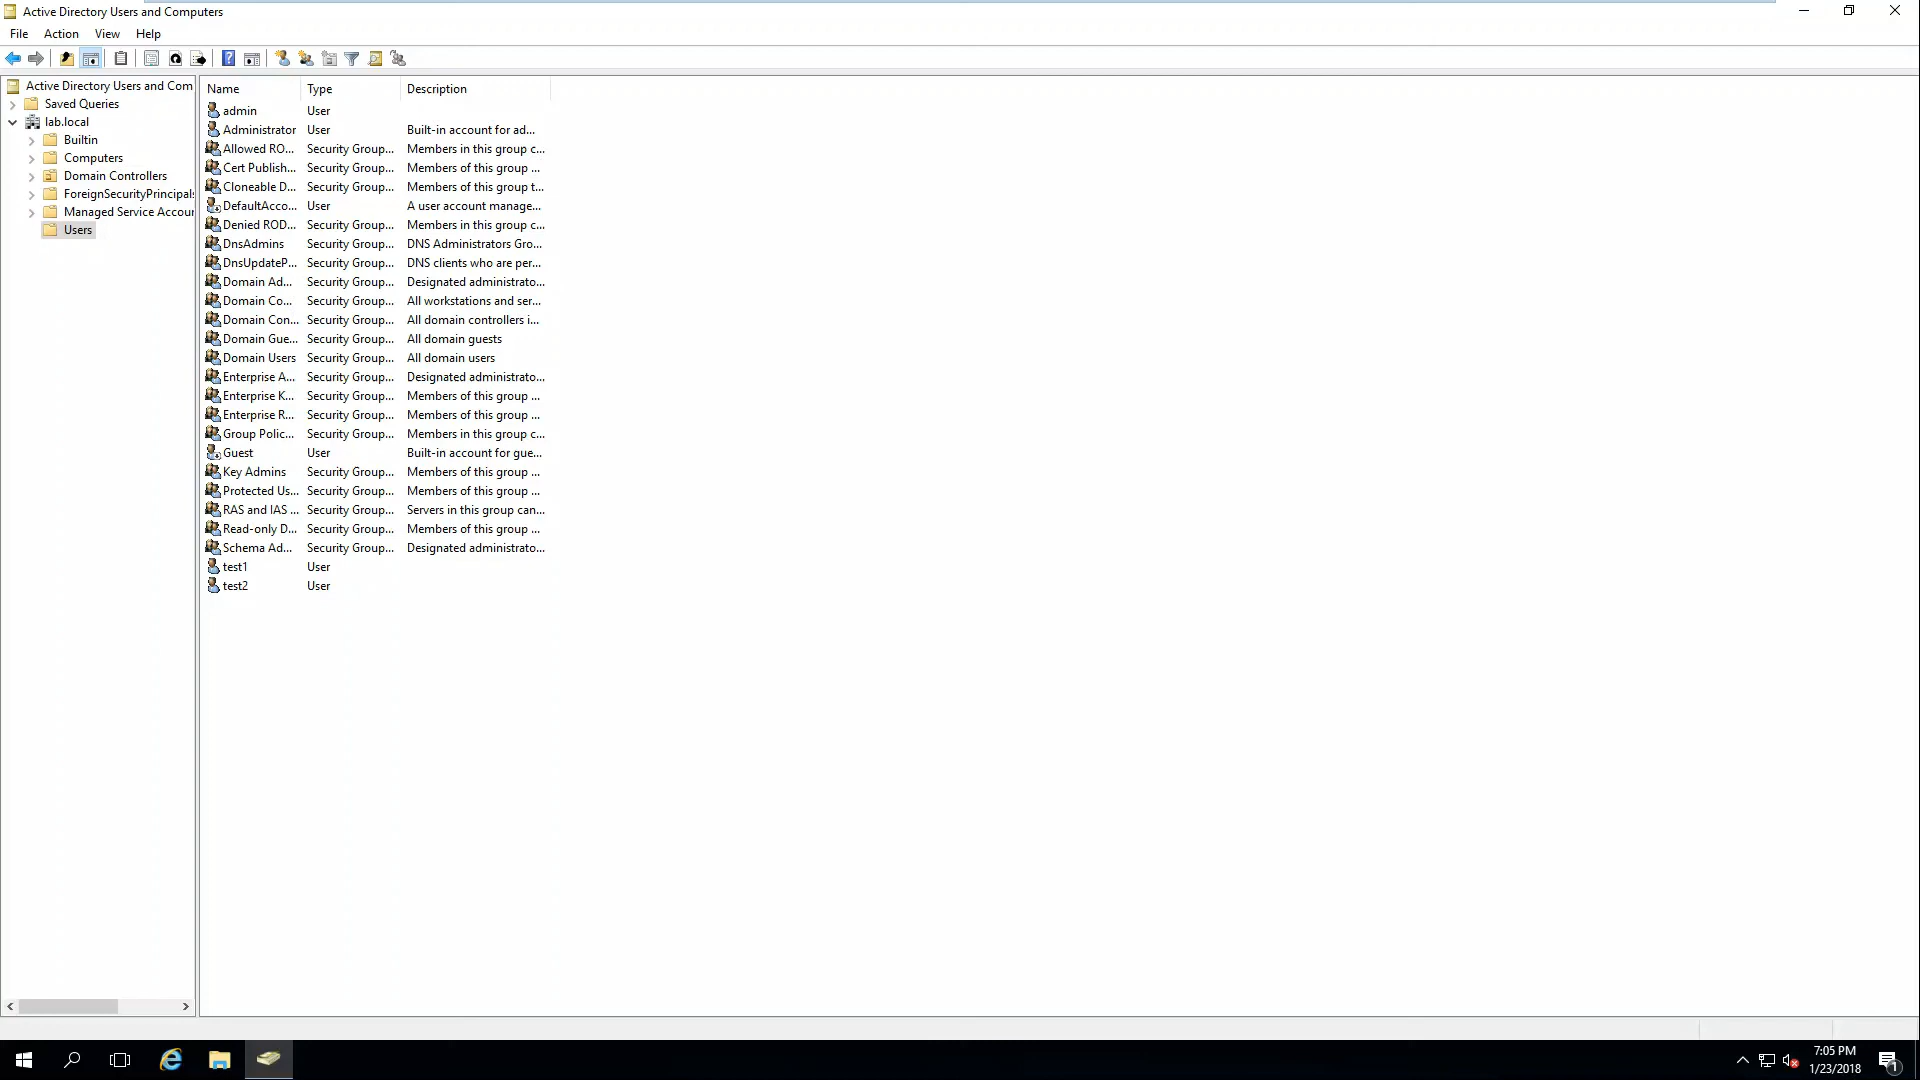 Active Directory Users and Computers
File Action View Help
Active Directory Users and Com
Saved Queries
lab.local
Builtin
Computers
Domain Controllers
ForeignSecurityPrincipals
Managed Service Accour
Users
Name Type Description
admin User
Administrator User Built-in account for ad...
Allowed RO... Security Group... Members in this group c...
Cert Publish... Security Group... Members of this group ...
Cloneable D... Security Group... Members of this group t...
DefaultAcco... User A user account manage...
Denied ROD... Security Group... Members in this group c...
DnsAdmins Security Group... DNS Administrators Gro...
DnsUpdateP... Security Group... DNS clients who are per...
Domain Ad... Security Group... Designated administrato...
Domain Co... Security Group... All workstations and ser...
Domain Con... Security Group... All domain controllers i...
Domain Gue... Security Group... All domain guests
Domain Users Security Group... All domain users
Enterprise A... Security Group... Designated administrato...
Enterprise K... Security Group... Members of this group ...
Enterprise R... Security Group... Members of this group ...
Group Polic... Security Group... Members in this group c...
Guest User Built-in account for gue...
Key Admins Security Group... Members of this group ...
Protected Us... Security Group... Members of this group ...
RAS and IAS ... Security Group... Servers in this group can...
Read-only D... Security Group... Members of this group ...
Schema Ad... Security Group... Designated administrato...
test1 User
test2 User
7:05 PM
1/23/2018
1